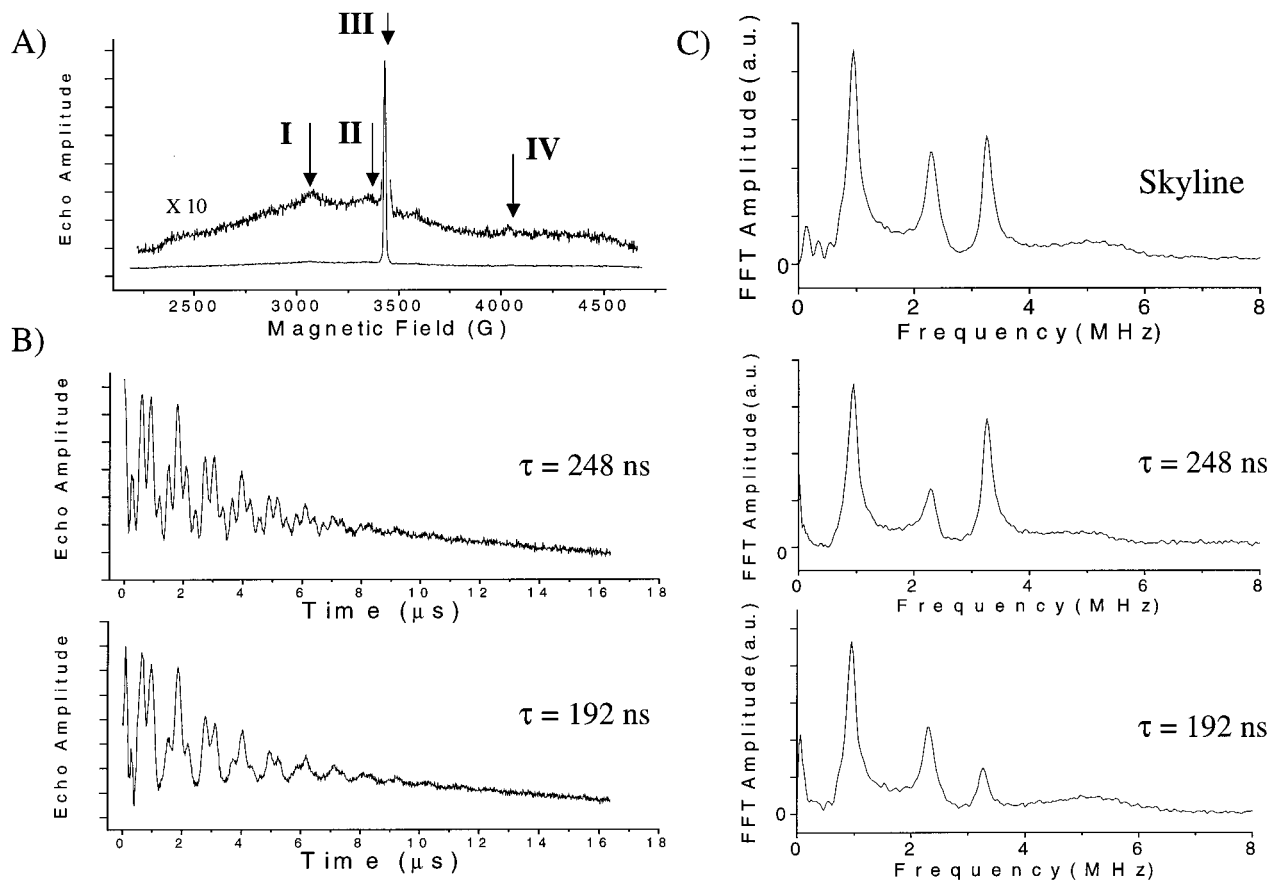 A)
Echo Amplitude
I
II
III
IV
X 10
2500 3000 3500 4000 4500
Magnetic Field (G)
B)
Echo Amplitude
τ = 248 ns
0 2 4 6 8 10 12 14 16 18
Time (μs)
Echo Amplitude
τ = 192 ns
0 2 4 6 8 10 12 14 16 18
Time (μs)
C)
FFT Amplitude (a.u.)
Skyline
0
0 2 4 6 8
Frequency (MHz)
FFT Amplitude (a.u.)
τ = 248 ns
0
0 2 4 6 8
Frequency (MHz)
FFT Amplitude (a.u.)
τ = 192 ns
0
0 2 4 6 8
Frequency (MHz)